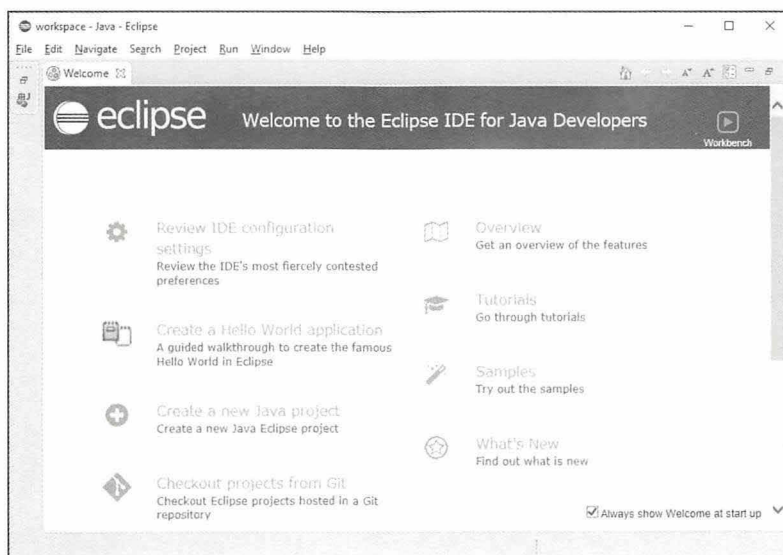 workspace - Java - Eclipse
File Edit Navigate Search Project Run Window Help
Welcome
eclipse
Welcome to the Eclipse IDE for Java Developers
Workbench
Review IDE configuration
settings
Review the IDE's most fiercely contested
preferences
Create a Hello World application
A guided walkthrough to create the famous
Hello World in Eclipse
Create a new Java project
Create a new Java Eclipse project
Checkout projects from Git
Checkout Eclipse projects hosted in a Git
repository
Overview
Get an overview of the features
Tutorials
Go through tutorials
Samples
Try out the samples
What's New
Find out what is new
Always show Welcome at start up